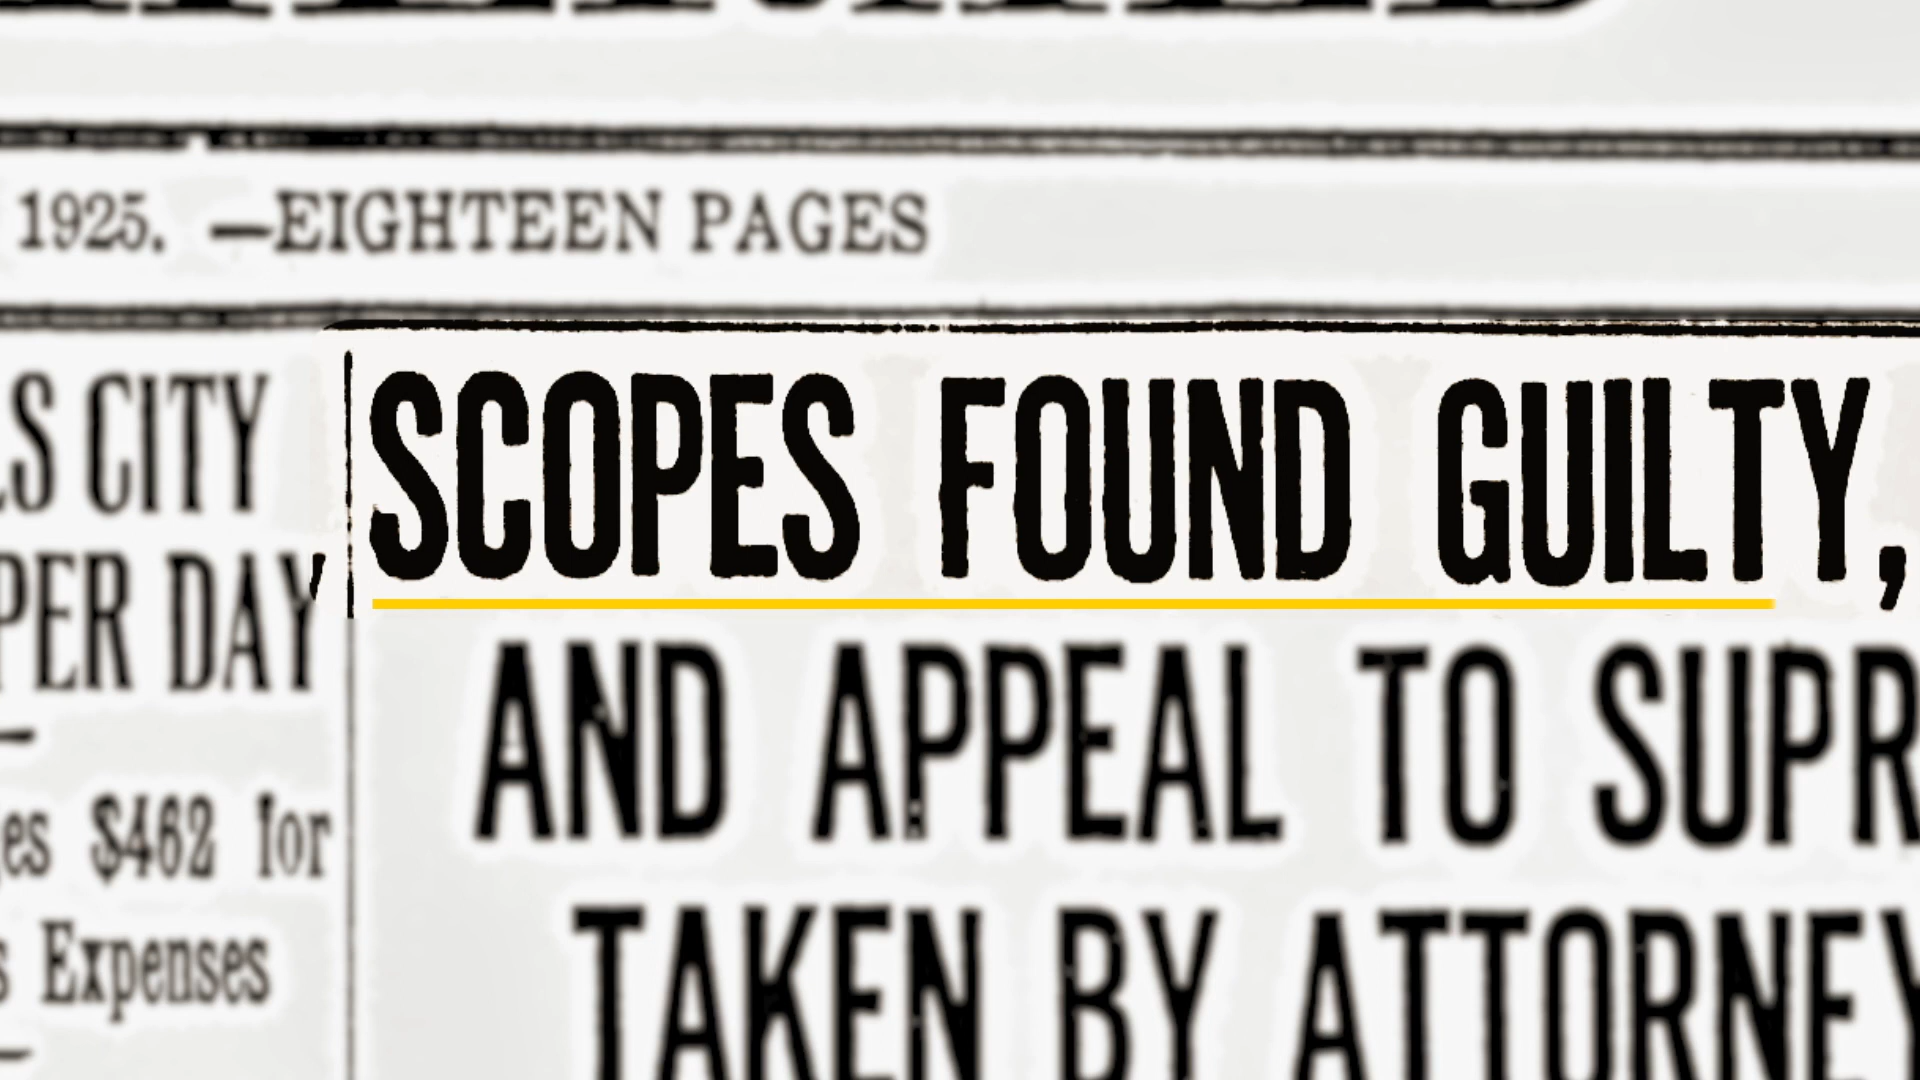 1925. —EIGHTEEN PAGES
S CITY
PER DAY
es $462 for
s Expenses
SCOPES FOUND GUILTY,
AND APPEAL TO SUPR
TAKEN BY ATTORNEY